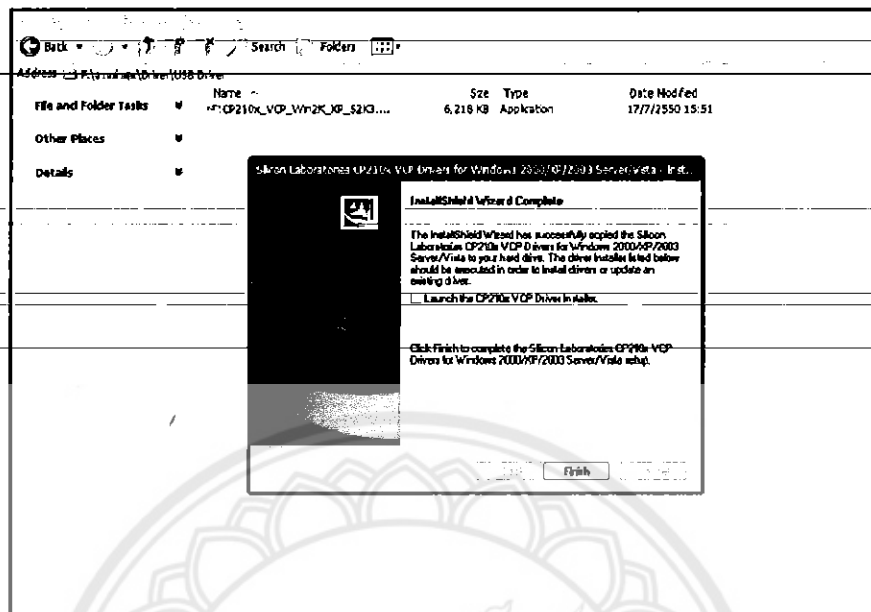 Back
Search
Folders
Address
Name
Size Type
Date Modified
File and Folder Tasks
CP210x_VCP_Win2K_XP_S2K3....
6,218 KB Application
17/7/2550 15:51
Other Places
Details
Silicon Laboratories CP210x VCP Drivers for Windows 2000/XP/2003 Server/Vista - Inst...
InstallShield Wizard Complete
The InstallShield Wizard has successfully copied the Silicon
Laboratories CP210x VCP Drivers for Windows 2000/XP/2003
Server/Vista to your hard drive. The driver installer listed below
should be executed in order to install drivers or update an
existing driver.
Launch the CP210x VCP Driver Installer.
Click Finish to complete the Silicon Laboratories CP210x VCP
Drivers for Windows 2000/XP/2003 Server/Vista setup.
Finish